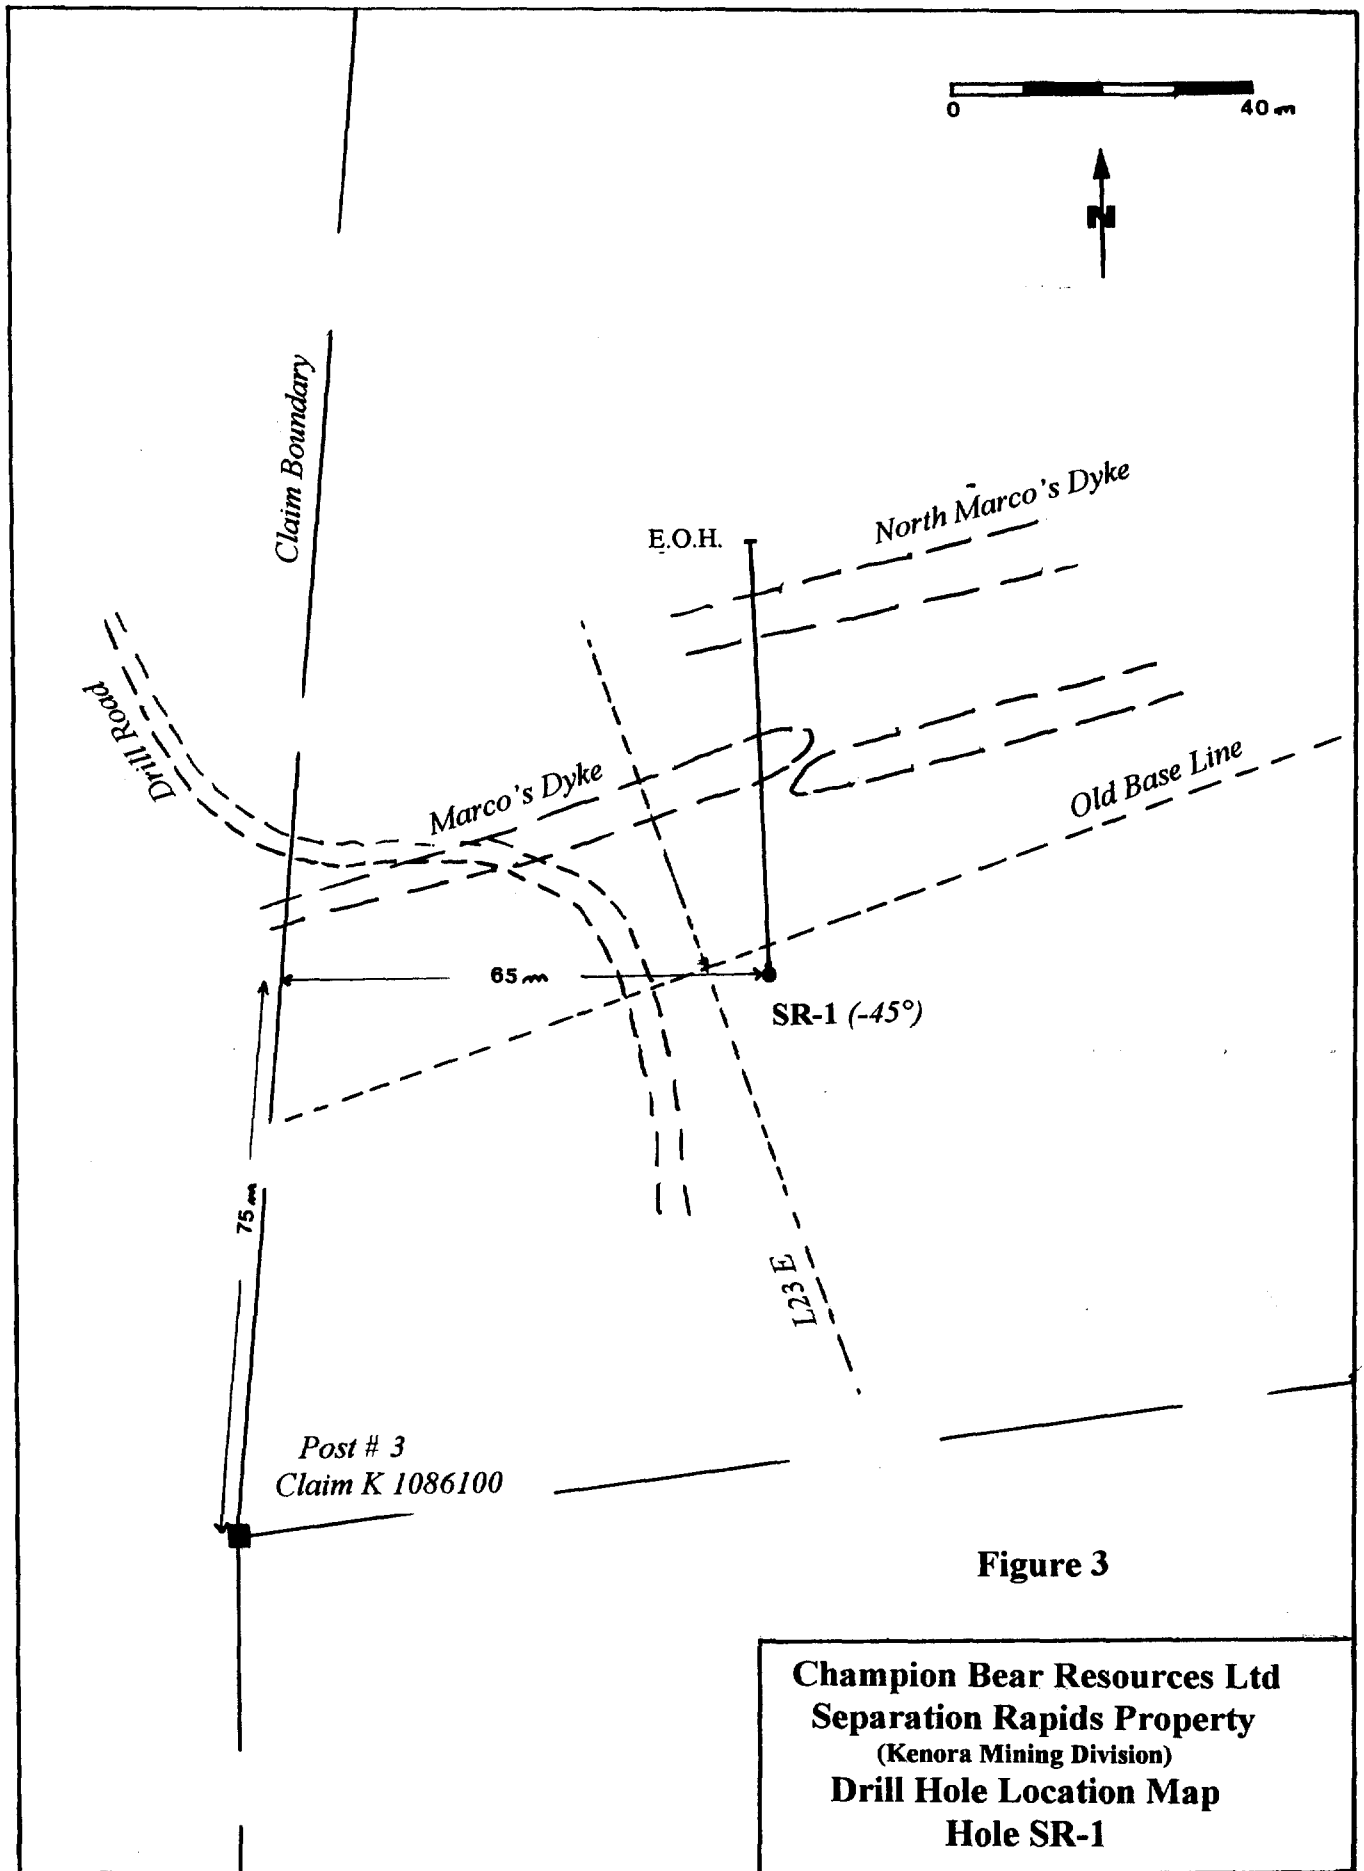 0 40 m
N
Claim Boundary
North Marco's Dyke
E.O.H.
Drill Road
Marco's Dyke
Old Base Line
65 m
SR-1 (-45°)
75 m
L23 E
Post # 3
Claim K 1086100
Figure 3
Champion Bear Resources Ltd
Separation Rapids Property
(Kenora Mining Division)
Drill Hole Location Map
Hole SR-1